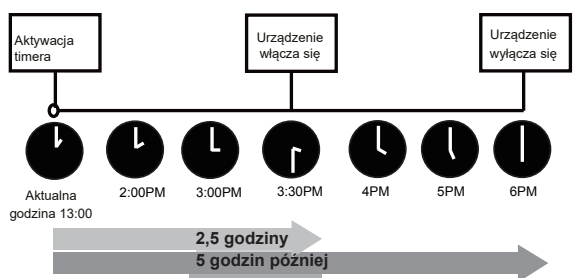 Aktywacja
timera
Urządzenie
włącza się
Urządzenie
wyłącza się
Aktualna
godzina 13:00
2:00PM
3:00PM
3:30PM
4PM
5PM
6PM
2,5 godziny
5 godzin później